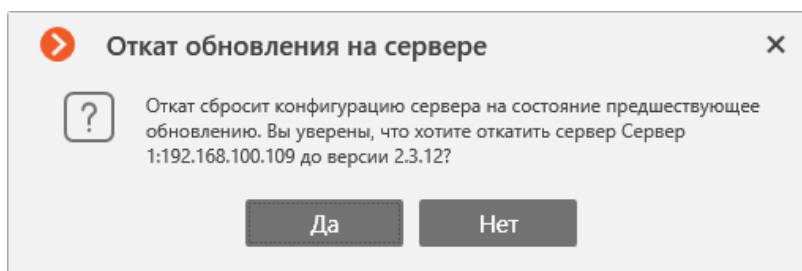 Откат обновления на сервере
Откат сбросит конфигурацию сервера на состояние предшествующее
обновлению. Вы уверены, что хотите откатить сервер Сервер
1:192.168.100.109 до версии 2.3.12?
Да
Нет